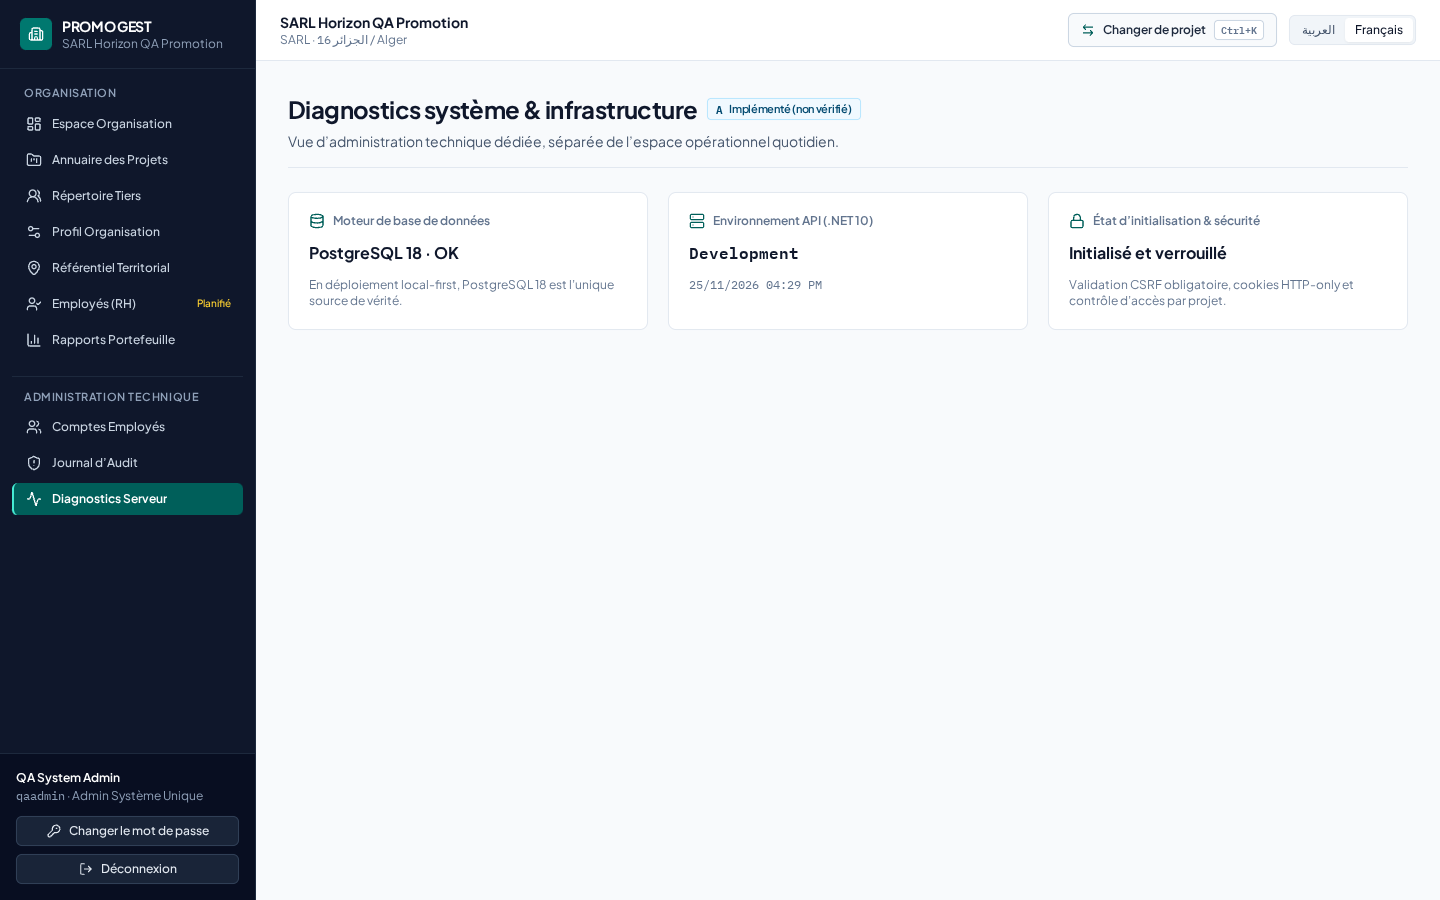 PROMOGEST
SARL Horizon QA Promotion
ORGANISATION
Espace Organisation
Annuaire des Projets
Répertoire Tiers
Profil Organisation
Référentiel Territorial
Employés (RH)
Planifié
Rapports Portefeuille
ADMINISTRATION TECHNIQUE
Comptes Employés
Journal d'Audit
Diagnostics Serveur
QA System Admin
qaadmin · Admin Système Unique
Changer le mot de passe
Déconnexion
SARL Horizon QA Promotion
SARL · 16 الجزائر / Alger
Changer de projet Ctrl+K
العربية
Français
Diagnostics système & infrastructure
A Implémenté (non vérifié)
Vue d'administration technique dédiée, séparée de l'espace opérationnel quotidien.
Moteur de base de données
PostgreSQL 18 · OK
En déploiement local-first, PostgreSQL 18 est l'unique
source de vérité.
Environnement API (.NET 10)
Development
25/11/2026 04:29 PM
État d'initialisation & sécurité
Initialisé et verrouillé
Validation CSRF obligatoire, cookies HTTP-only et
contrôle d'accès par projet.